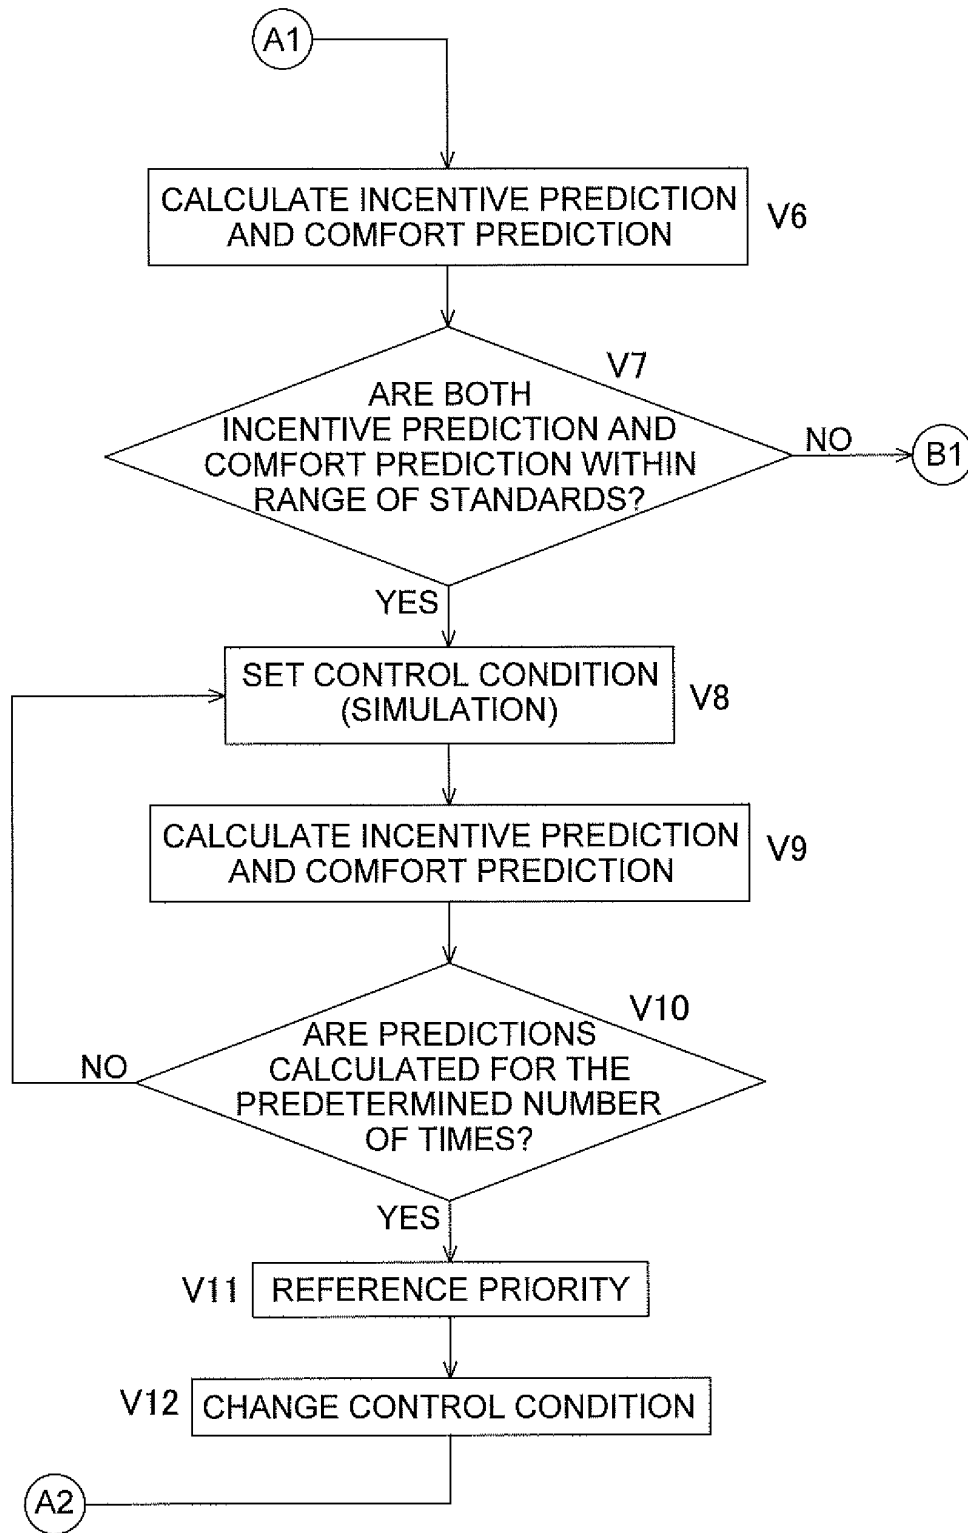 A1
CALCULATE INCENTIVE PREDICTION
AND COMFORT PREDICTION
V6
V7
ARE BOTH
INCENTIVE PREDICTION AND
COMFORT PREDICTION WITHIN
RANGE OF STANDARDS?
NO
B1
YES
SET CONTROL CONDITION
(SIMULATION)
V8
CALCULATE INCENTIVE PREDICTION
AND COMFORT PREDICTION
V9
V10
ARE PREDICTIONS
CALCULATED FOR THE
PREDETERMINED NUMBER
OF TIMES?
NO
YES
V11
REFERENCE PRIORITY
V12
CHANGE CONTROL CONDITION
A2